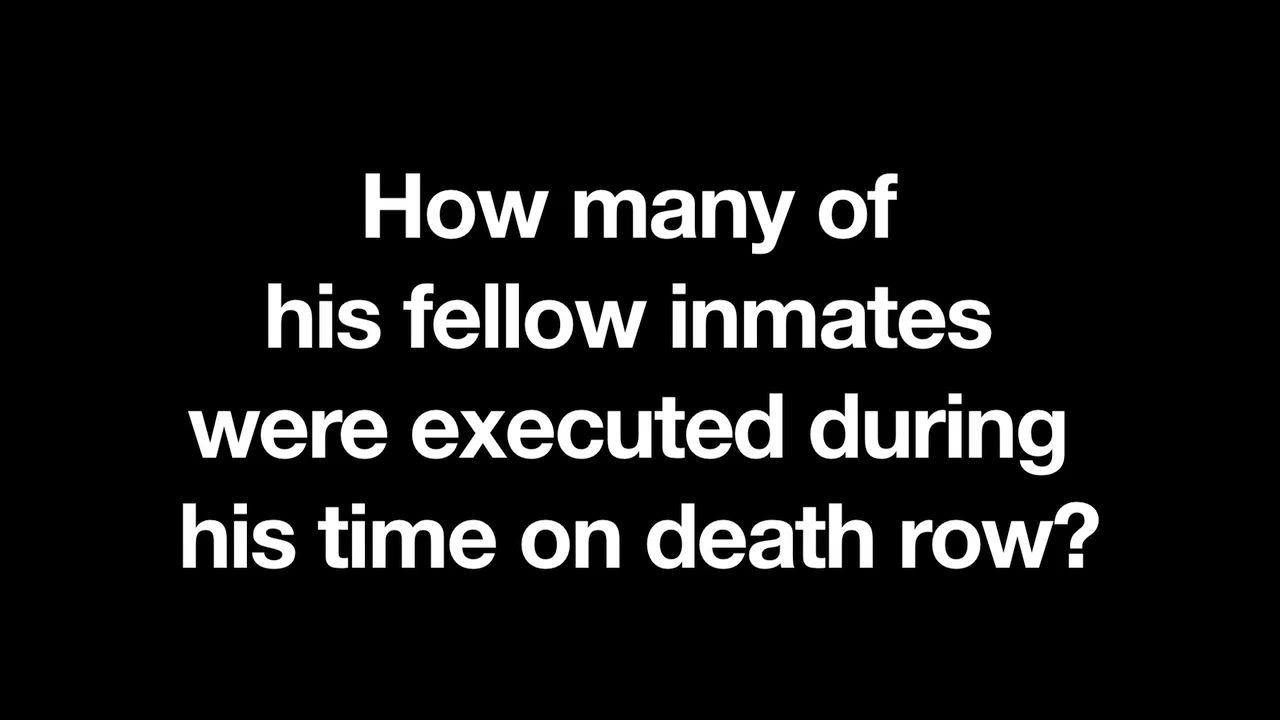 How many of
his fellow inmates
were executed during
his time on death row?